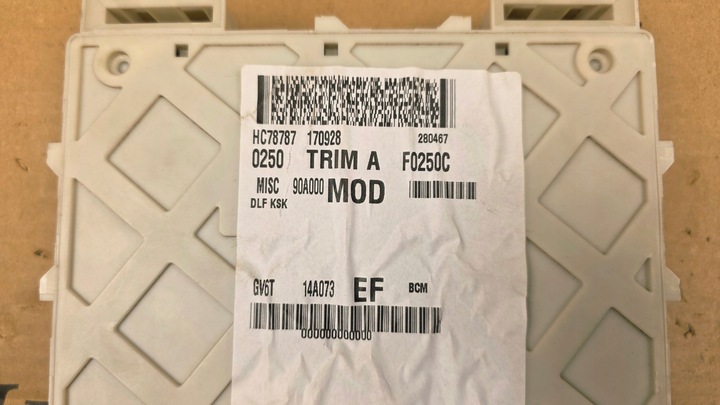 HC78787 170928 280467
0250 TRIM A F0250C
MISC 90A000 MOD
DLF KSK
GV6T 14A073 EF BCM
000000000000